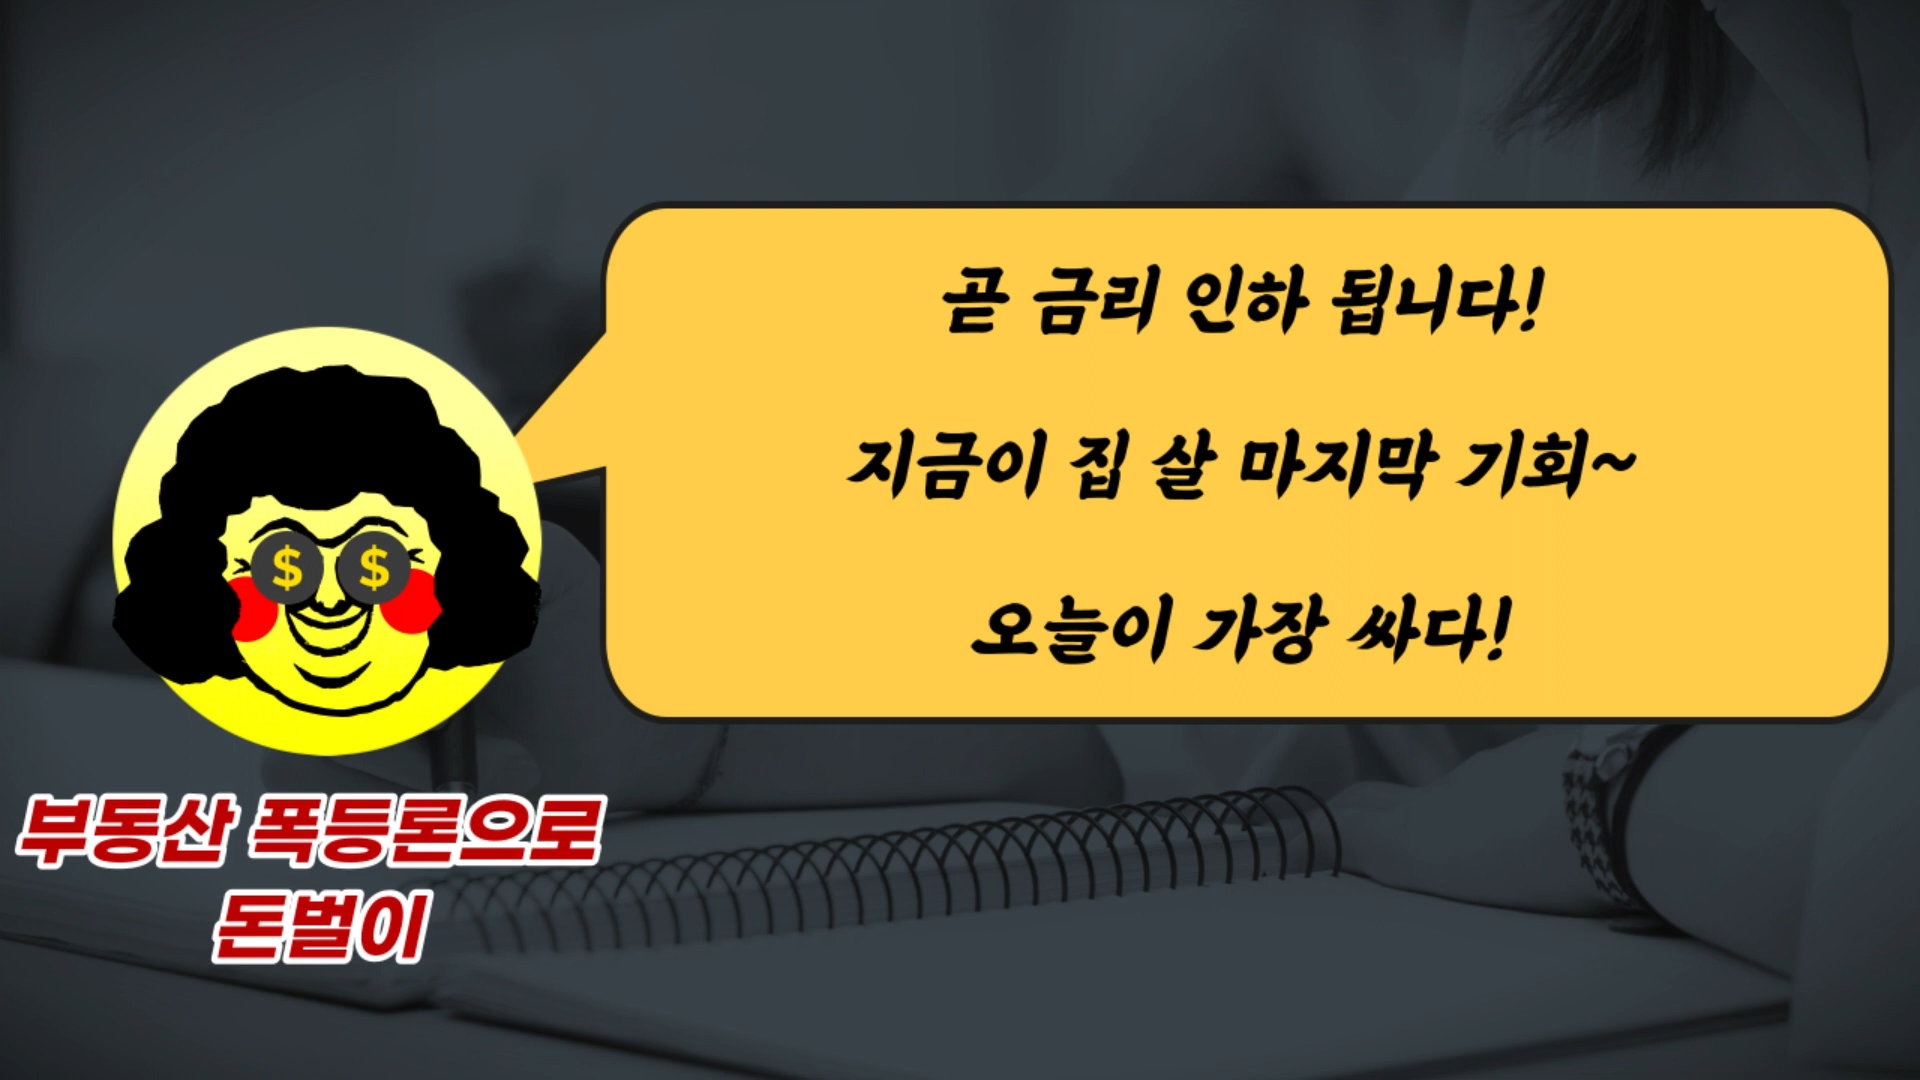 곧 금리 인하 됩니다!
지금이 집 살 마지막 기회~
오늘이 가장 싸다!
$ $
부동산 폭등론으로
돈벌이